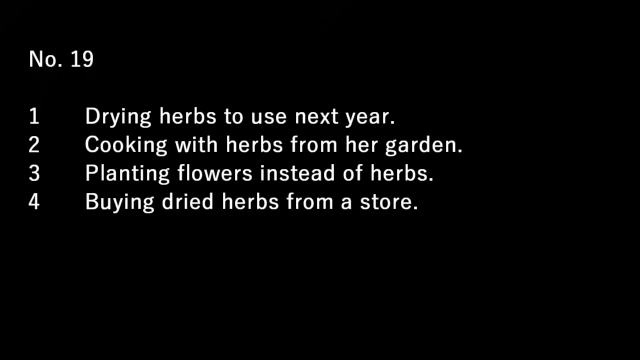 No. 19
1 Drying herbs to use next year.
2 Cooking with herbs from her garden.
3 Planting flowers instead of herbs.
4 Buying dried herbs from a store.